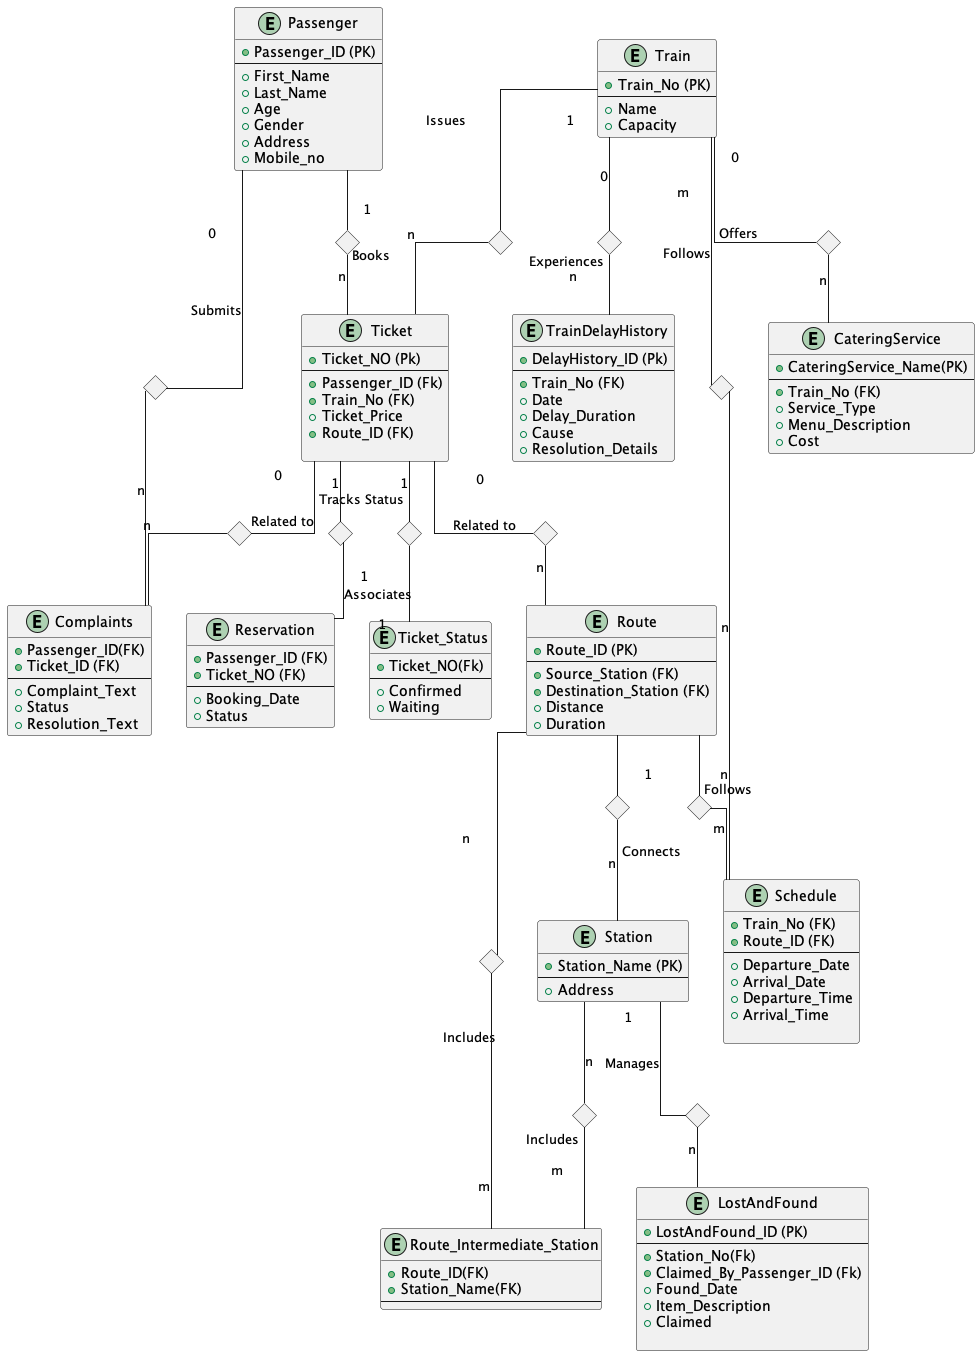 E Passenger
Passenger_ID (PK)
First_Name
Last_Name
Age
Gender
Address
Mobile_no
E Train
Train_No (PK)
Name
Capacity
Issues
1
0
m
0
0
1
n
Books
n
Experiences
n
Follows
Offers
n
Submits
E Ticket
Ticket_NO (Pk)
Passenger_ID (Fk)
Train_No (FK)
Ticket_Price
Route_ID (FK)
E TrainDelayHistory
DelayHistory_ID (Pk)
Train_No (FK)
Date
Delay_Duration
Cause
Resolution_Details
E CateringService
CateringService_Name(PK)
Train_No (FK)
Service_Type
Menu_Description
Cost
0
1
1
0
Tracks Status
n
n
Related to
Related to
n
1
Associates
1
n
E Complaints
Passenger_ID(FK)
Ticket_ID (FK)
Complaint_Text
Status
Resolution_Text
E Reservation
Passenger_ID (FK)
Ticket_NO (FK)
Booking_Date
Status
E Ticket_Status
Ticket_NO(Fk)
Confirmed
Waiting
E Route
Route_ID (PK)
Source_Station (FK)
Destination_Station (FK)
Distance
Duration
1
n
Follows
m
n
Connects
n
E Station
Station_Name (PK)
Address
E Schedule
Train_No (FK)
Route_ID (FK)
Departure_Date
Arrival_Date
Departure_Time
Arrival_Time
1
Includes
n
Manages
Includes
n
m
m
E Route_Intermediate_Station
Route_ID(FK)
Station_Name(FK)
E LostAndFound
LostAndFound_ID (PK)
Station_No(Fk)
Claimed_By_Passenger_ID (Fk)
Found_Date
Item_Description
Claimed